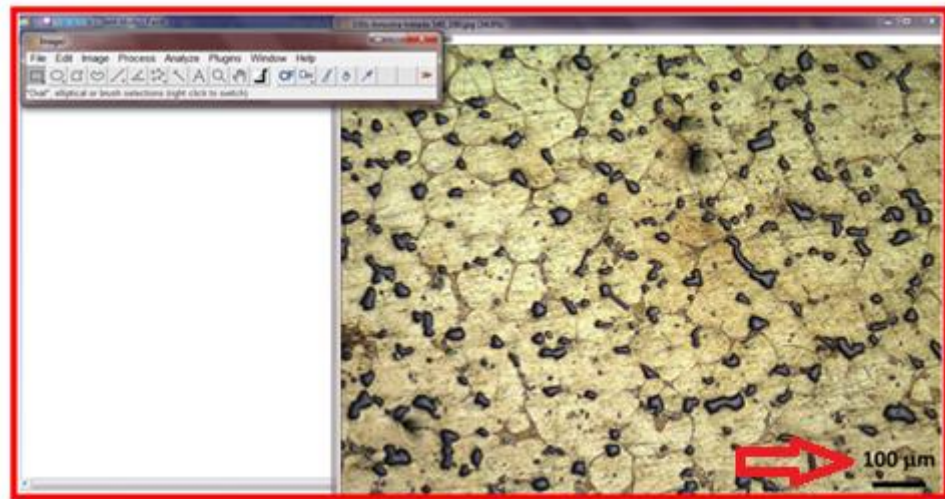 ImageJ
File Edit Image Process Analyze Plugins Window Help
"Oval", elliptical or brush selections (right click to switch)
100 µm